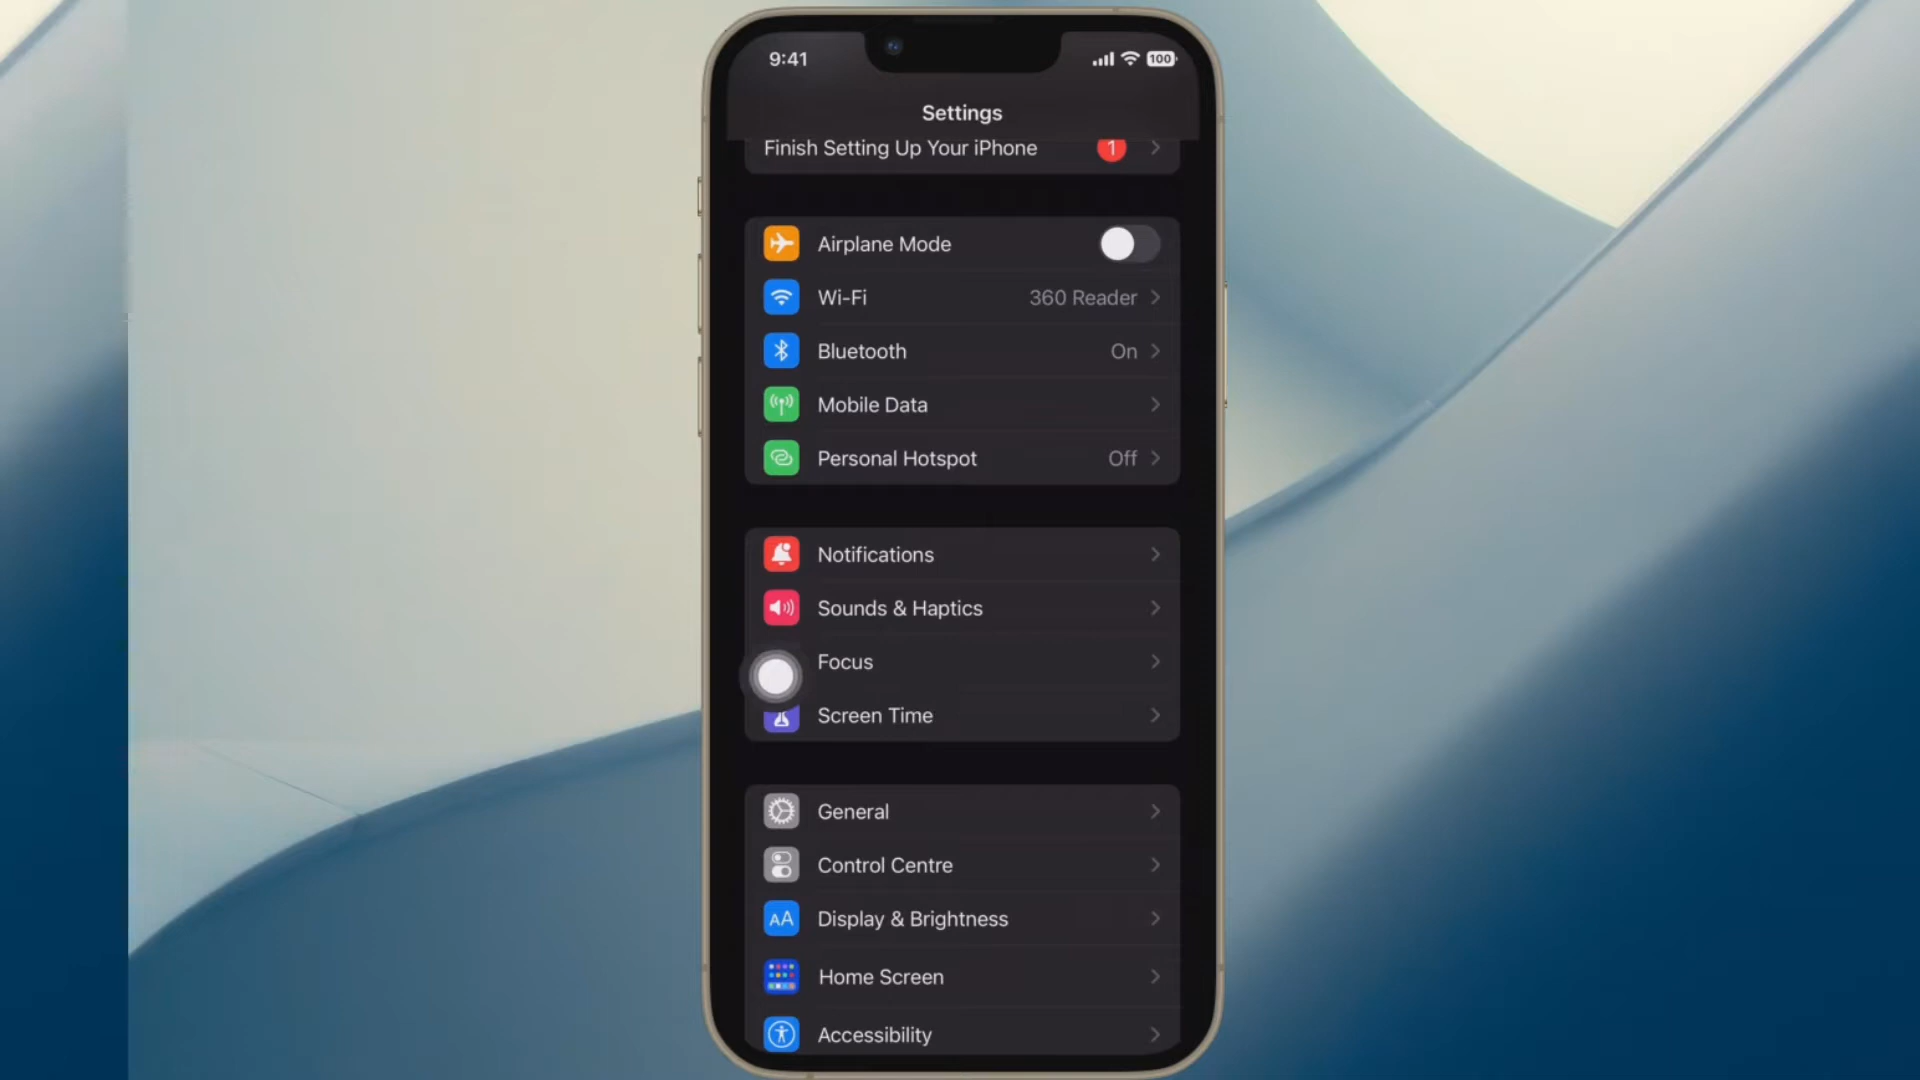 9:41
100
Settings
Finish Setting Up Your iPhone 1
Airplane Mode
Wi-Fi 360 Reader
Bluetooth On
Mobile Data
Personal Hotspot Off
Notifications
Sounds & Haptics
Focus
Screen Time
General
Control Centre
AA Display & Brightness
Home Screen
Accessibility